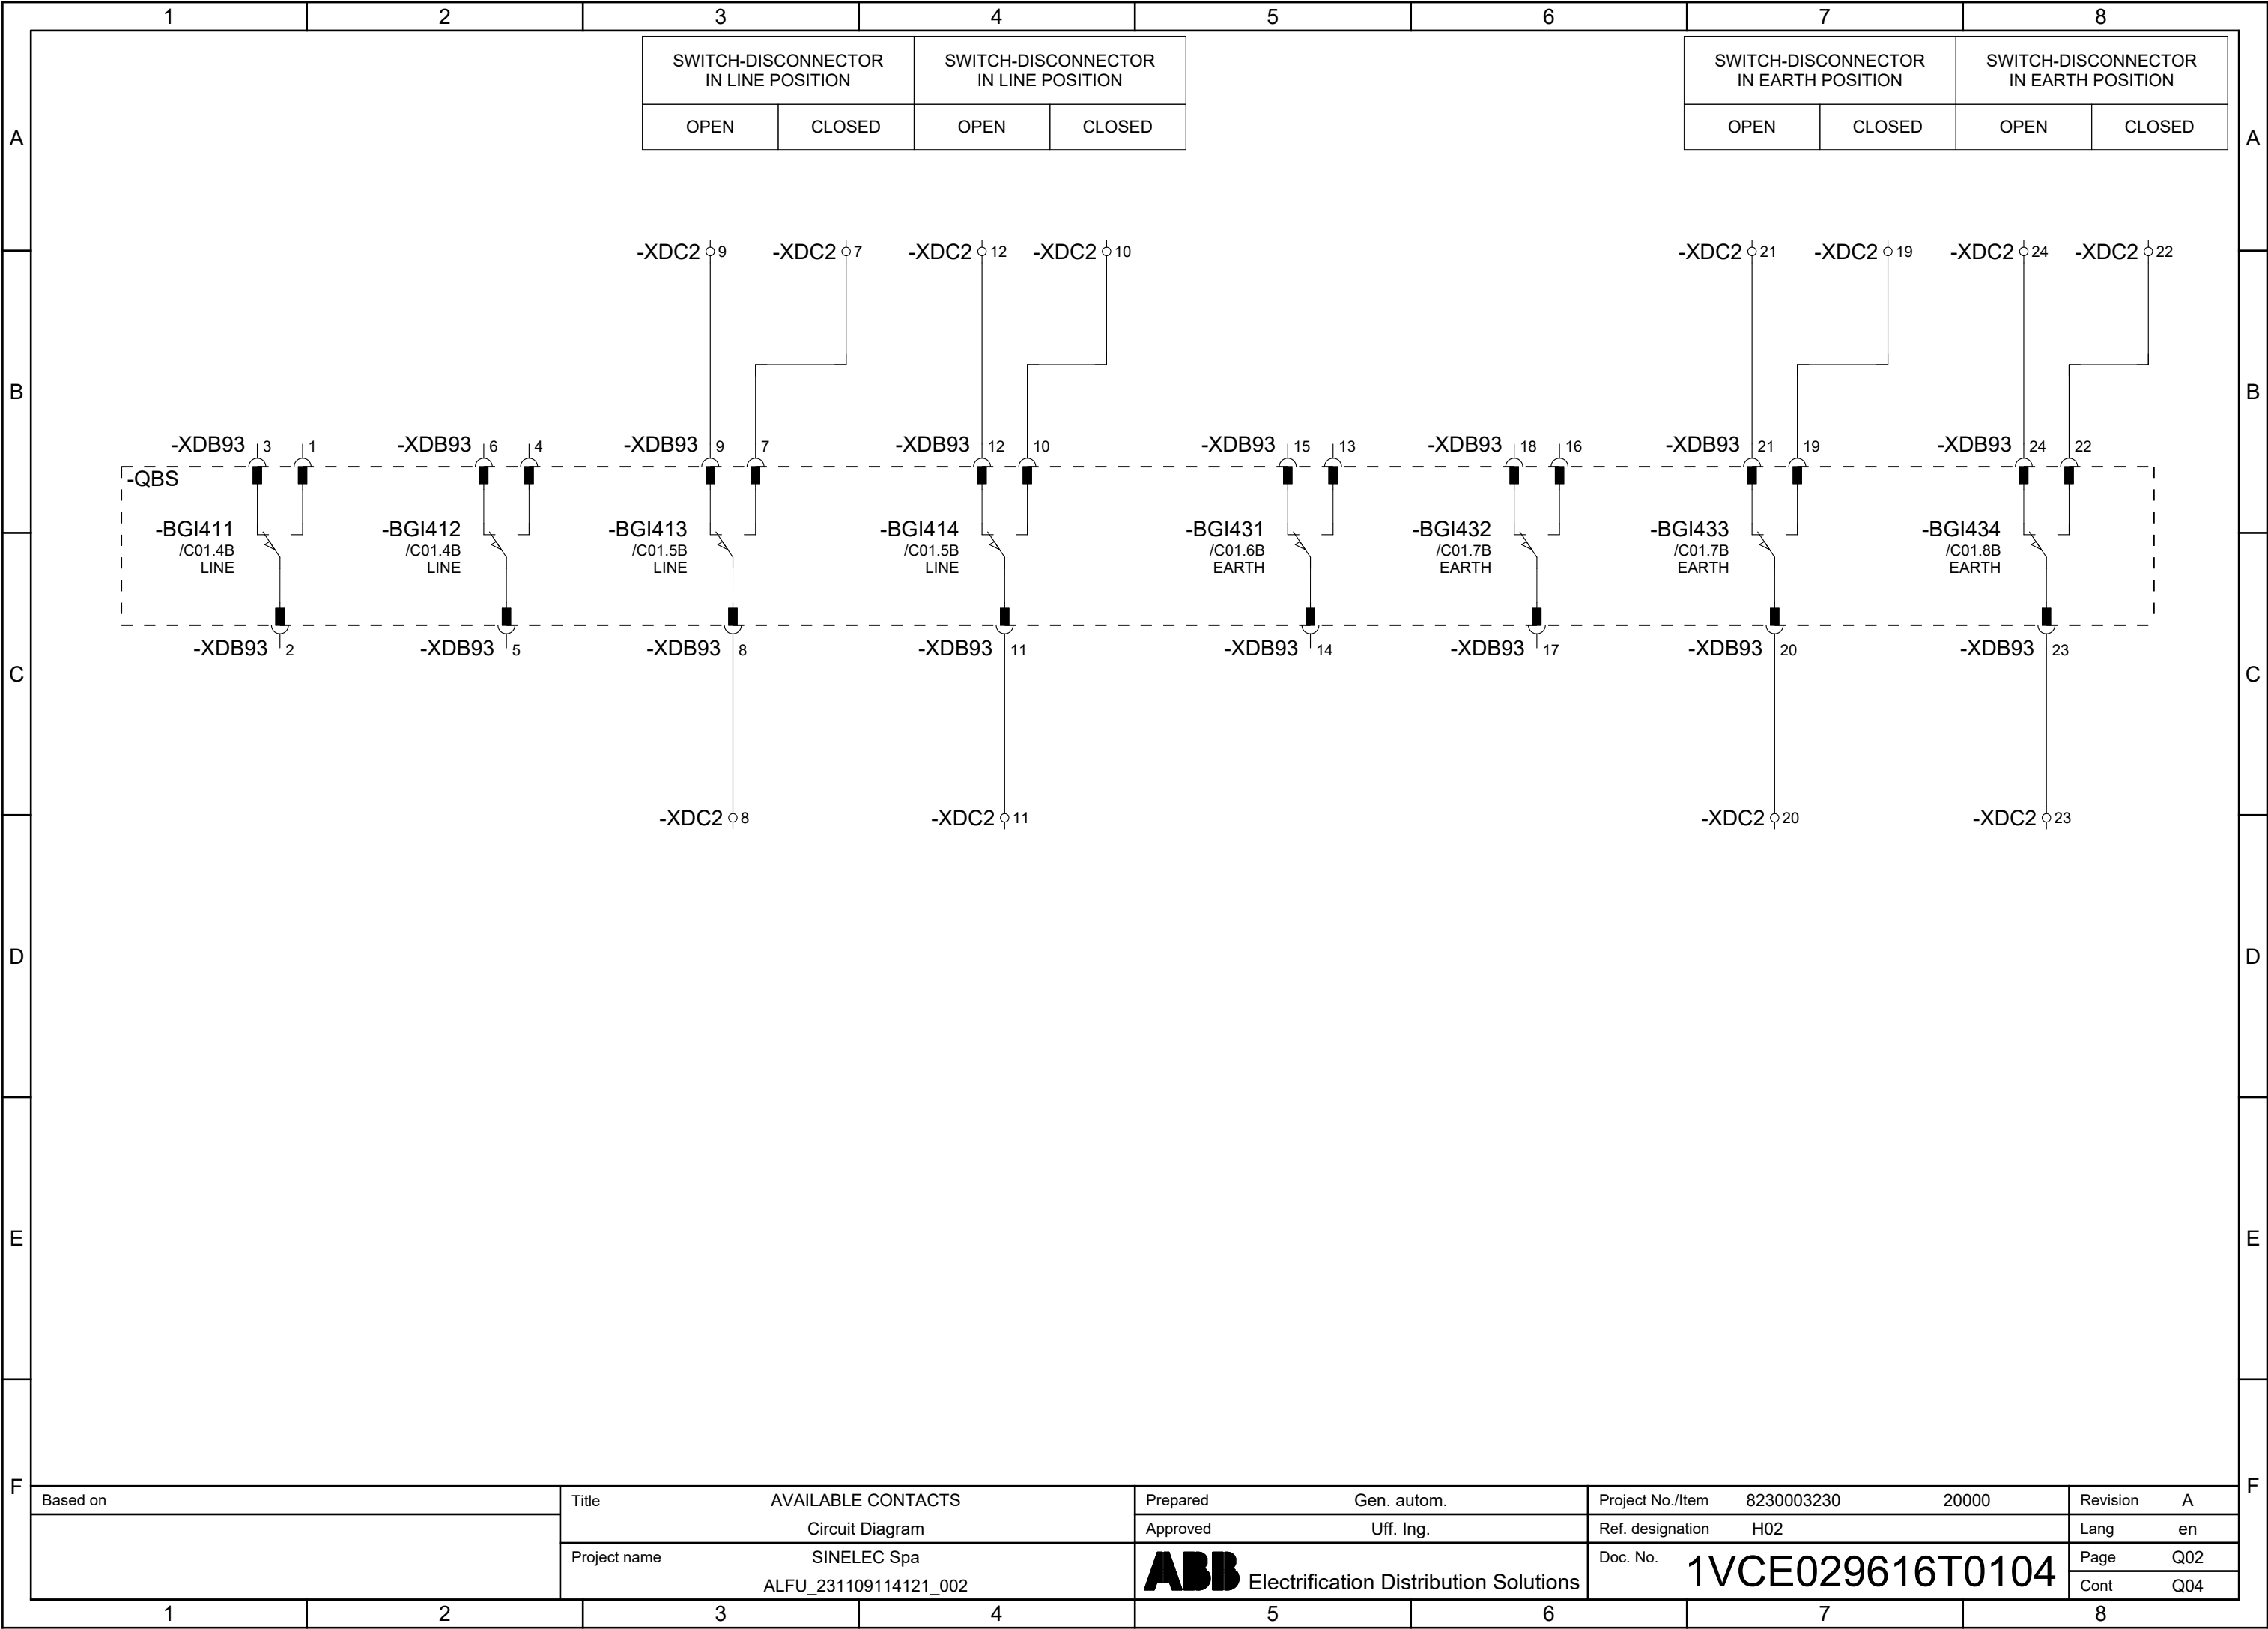 1 2 3 4 5 6 7 8
SWITCH-DISCONNECTOR
IN LINE POSITION
SWITCH-DISCONNECTOR
IN LINE POSITION
SWITCH-DISCONNECTOR
IN EARTH POSITION
SWITCH-DISCONNECTOR
IN EARTH POSITION
OPEN CLOSED OPEN CLOSED OPEN CLOSED OPEN CLOSED
A A
-XDC2 9 -XDC2 7 -XDC2 12 -XDC2 10 -XDC2 21 -XDC2 19 -XDC2 24 -XDC2 22
B B
-XDB93 3 1 -XDB93 6 4 -XDB93 9 7 -XDB93 12 10 -XDB93 15 13 -XDB93 18 16 -XDB93 21 19 -XDB93 24 22
-QBS
-BGI411 -BGI412 -BGI413 -BGI414 -BGI431 -BGI432 -BGI433 -BGI434
/C01.4B /C01.4B /C01.5B /C01.5B /C01.6B /C01.7B /C01.7B /C01.8B
LINE LINE LINE LINE EARTH EARTH EARTH EARTH
-XDB93 2 -XDB93 5 -XDB93 8 -XDB93 11 -XDB93 14 -XDB93 17 -XDB93 20 -XDB93 23
C C
-XDC2 8 -XDC2 11 -XDC2 20 -XDC2 23
D D
E E
F F
Based on
Title AVAILABLE CONTACTS
Circuit Diagram
Project name SINELEC Spa
ALFU_231109114121_002
Prepared Gen. autom.
Approved Uff. Ing.
ABB Electrification Distribution Solutions
Project No./Item 8230003230 20000
Ref. designation H02
Doc. No. 1VCE029616T0104
Revision A
Lang en
Page Q02
Cont Q04
1 2 3 4 5 6 7 8